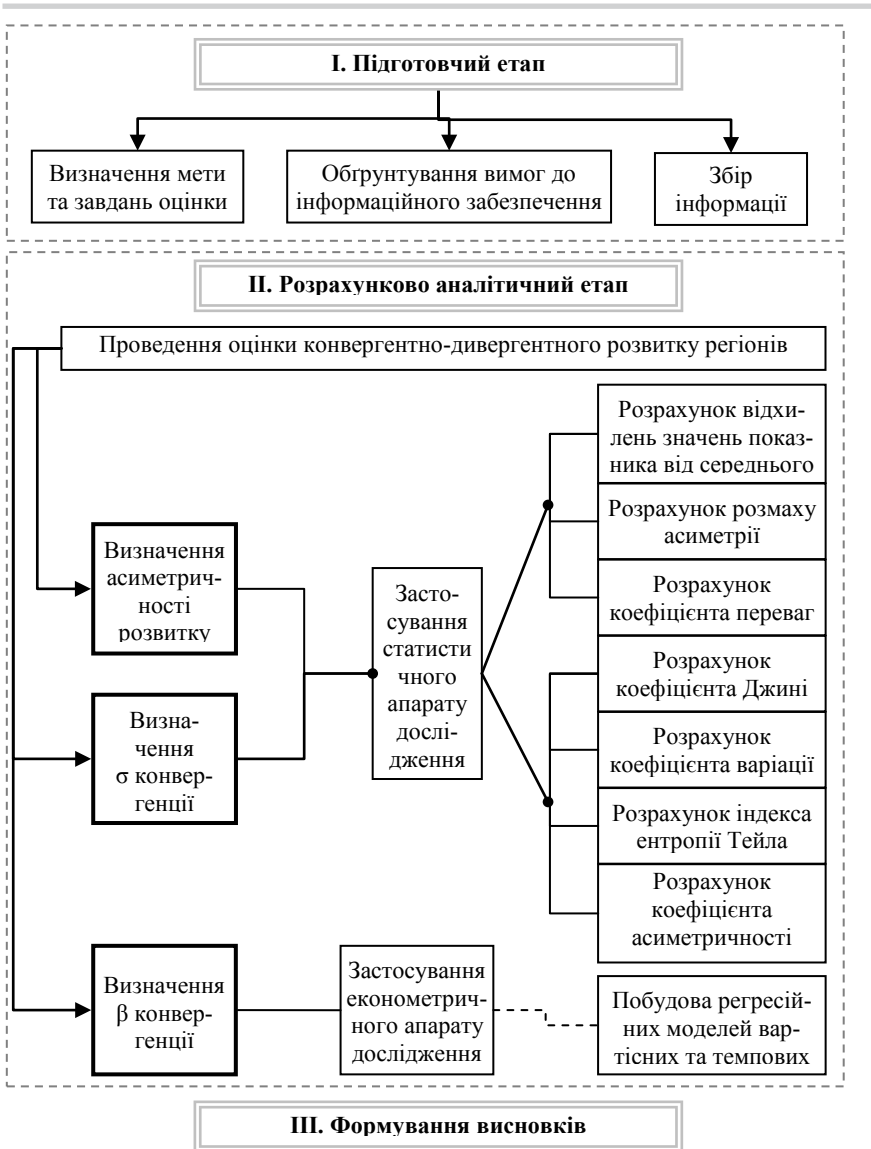 І. Підготовчий етап
Визначення мети
та завдань оцінки
Обґрунтування вимог до
інформаційного забезпечення
Збір
інформації
ІІ. Розрахунково аналітичний етап
Проведення оцінки конвергентно-дивергентного розвитку регіонів
Визначення
асиметрич-
ності
розвитку
Визна-
чення
σ конвер-
генції
Засто-
сування
статисти
чного
апарату
дослі-
дження
Розрахунок відхи-
лень значень показ-
ника від середнього
Розрахунок розмаху
асиметрії
Розрахунок
коефіцієнта переваг
Розрахунок
коефіцієнта Джині
Розрахунок
коефіцієнта варіації
Розрахунок індекса
ентропії Тейла
Розрахунок
коефіцієнта
асиметричності
Визначення
β конвер-
генції
Застосування
економетрич-
ного апарату
дослідження
Побудова регресій-
них моделей вар-
тісних та темпових
ІІІ. Формування висновків